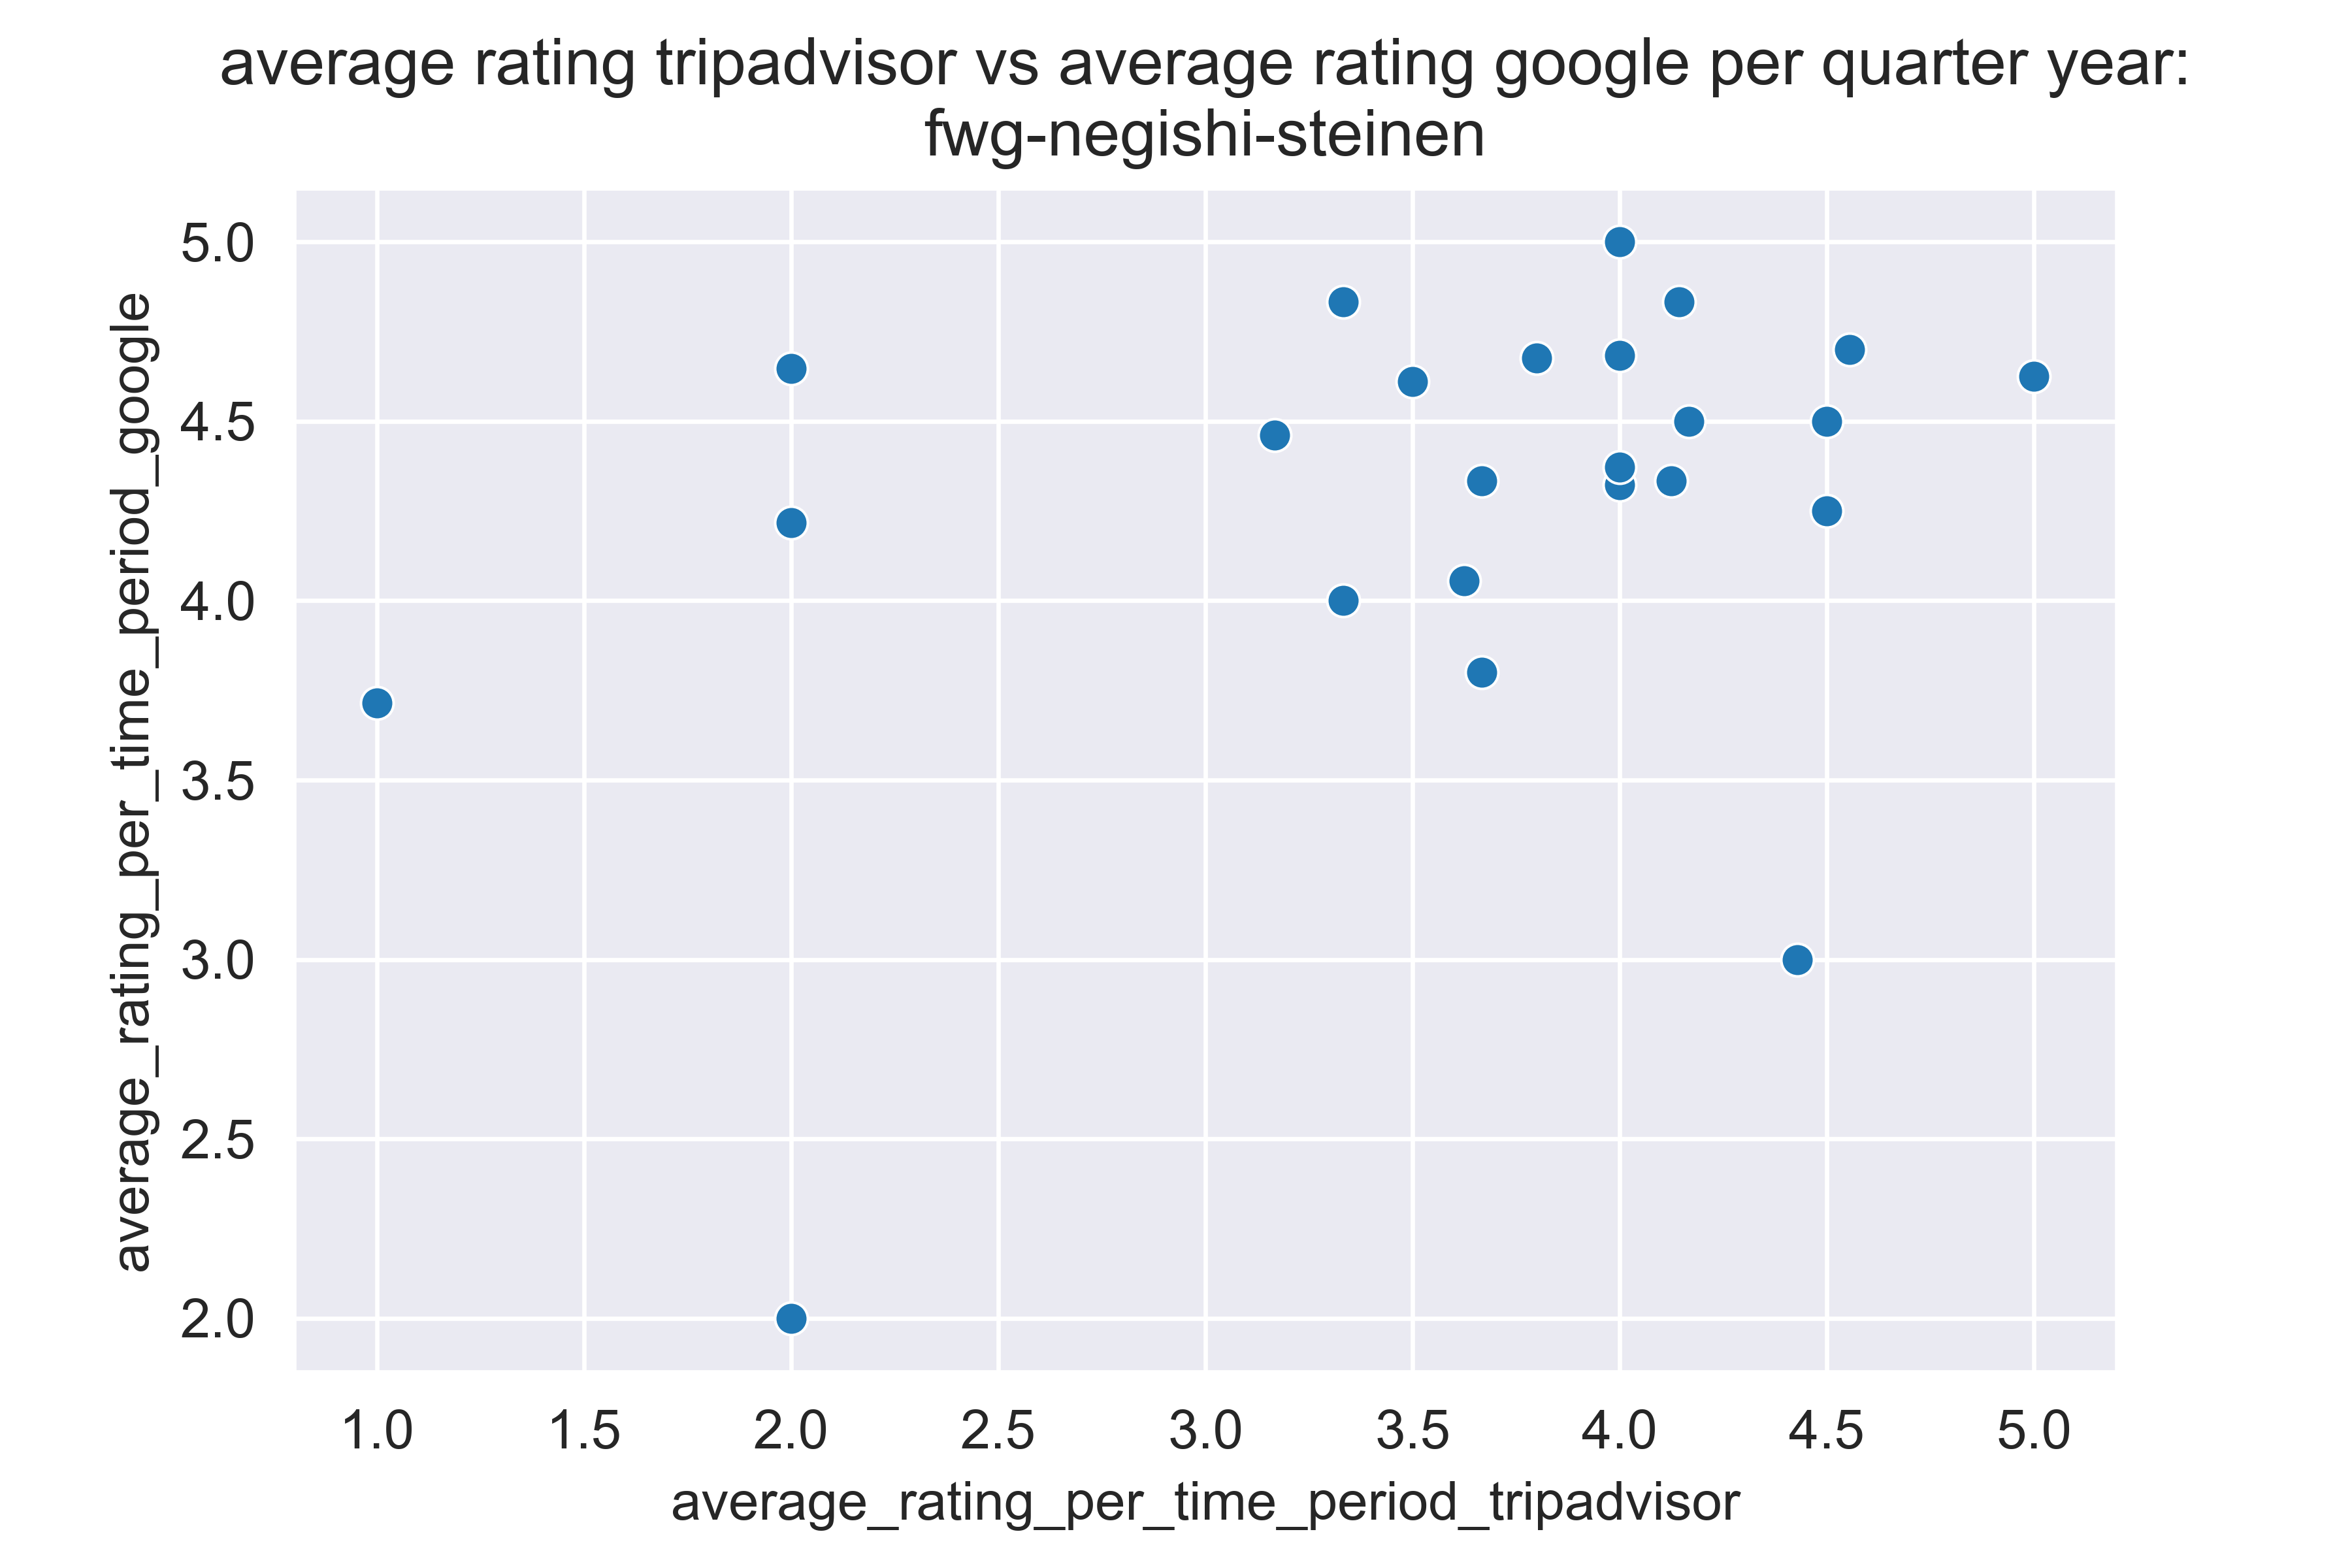 average rating tripadvisor vs average rating google per quarter year:
fwg-negishi-steinen
average_rating_per_time_period_google
5.0
4.5
4.0
3.5
3.0
2.5
2.0
1.0 1.5 2.0 2.5 3.0 3.5 4.0 4.5 5.0
average_rating_per_time_period_tripadvisor